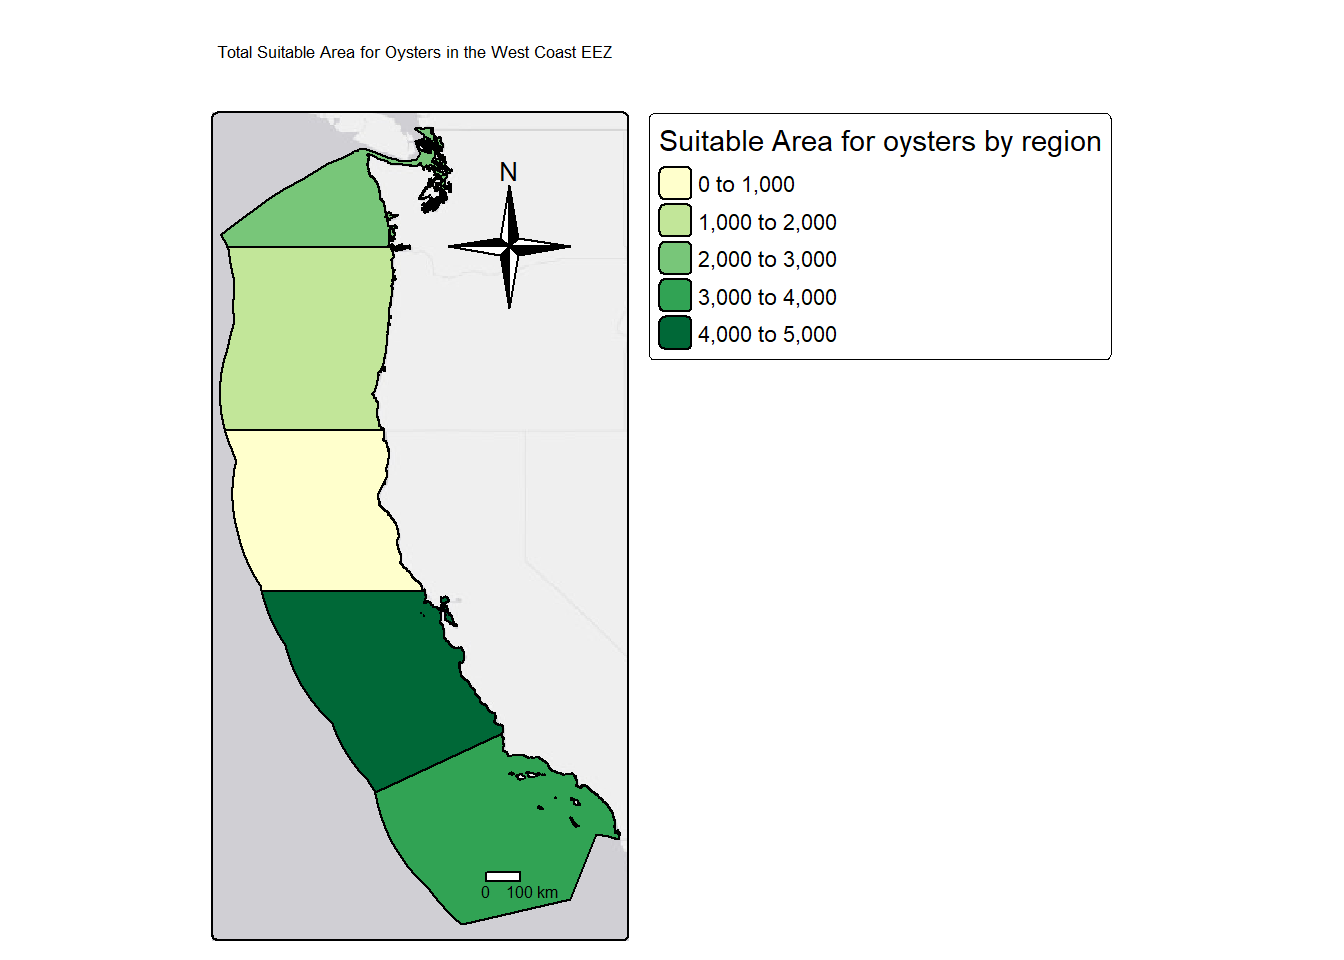 Total Suitable Area for Oysters in the West Coast EEZ
N
0 100 km
Suitable Area for oysters by region
0 to 1,000
1,000 to 2,000
2,000 to 3,000
3,000 to 4,000
4,000 to 5,000